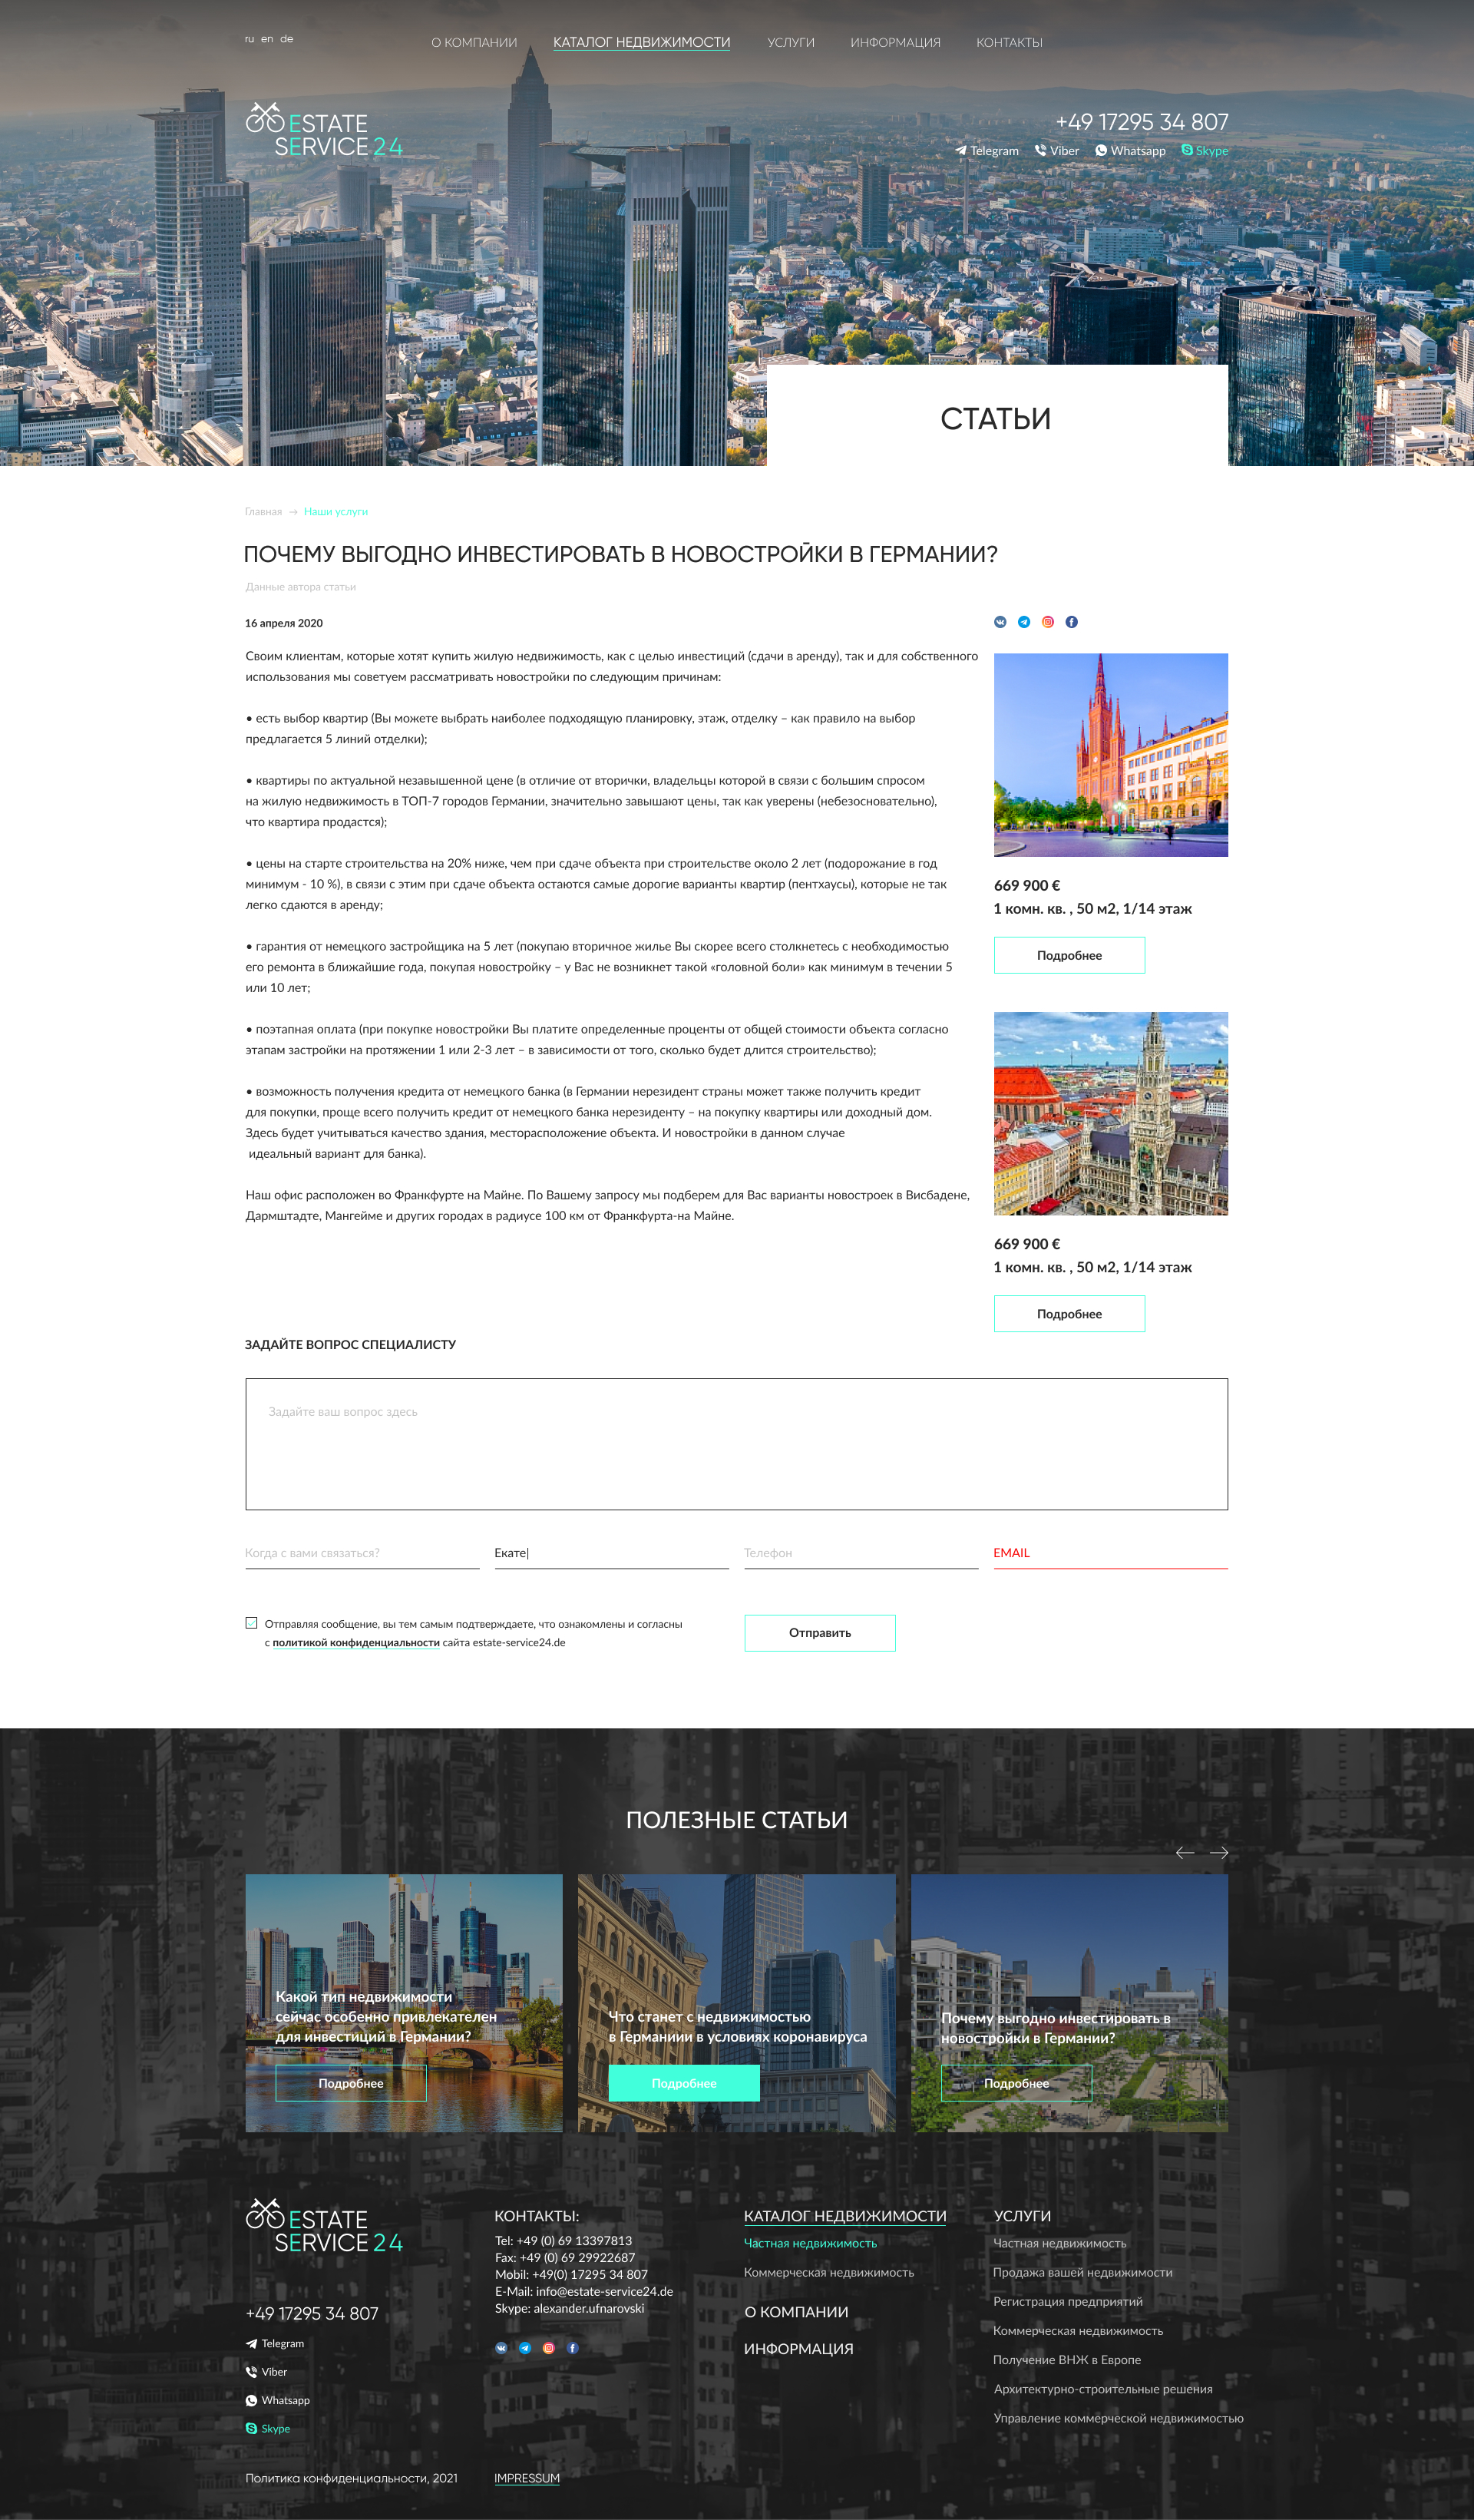 ru en de
О КОМПАНИИ
КАТАЛОГ НЕДВИЖИМОСТИ
УСЛУГИ
ИНФОРМАЦИЯ
КОНТАКТЫ
ESTATE
SERVICE 24
+49 17295 34 807
Telegram
Viber
Whatsapp
Skype
СТАТЬИ
Главная → Наши услуги
ПОЧЕМУ ВЫГОДНО ИНВЕСТИРОВАТЬ В НОВОСТРОЙКИ В ГЕРМАНИИ?
Данные автора статьи
16 апреля 2020
Своим клиентам, которые хотят купить жилую недвижимость, как с целью инвестиций (сдачи в аренду), так и для собственного
использования мы советуем рассматривать новостройки по следующим причинам:
• есть выбор квартир (Вы можете выбрать наиболее подходящую планировку, этаж, отделку – как правило на выбор
предлагается 5 линий отделки);
• квартиры по актуальной незавышенной цене (в отличие от вторички, владельцы которой в связи с большим спросом
на жилую недвижимость в ТОП-7 городов Германии, значительно завышают цены, так как уверены (небезосновательно),
что квартира продастся);
• цены на старте строительства на 20% ниже, чем при сдаче объекта при строительстве около 2 лет (подорожание в год
минимум - 10 %), в связи с этим при сдаче объекта остаются самые дорогие варианты квартир (пентхаусы), которые не так
легко сдаются в аренду;
• гарантия от немецкого застройщика на 5 лет (покупаю вторичное жилье Вы скорее всего столкнетесь с необходимостью
его ремонта в ближайшие года, покупая новостройку – у Вас не возникнет такой «головной боли» как минимум в течении 5
или 10 лет;
• поэтапная оплата (при покупке новостройки Вы платите определенные проценты от общей стоимости объекта согласно
этапам застройки на протяжении 1 или 2-3 лет – в зависимости от того, сколько будет длится строительство);
• возможность получения кредита от немецкого банка (в Германии нерезидент страны может также получить кредит
для покупки, проще всего получить кредит от немецкого банка нерезиденту – на покупку квартиры или доходный дом.
Здесь будет учитываться качество здания, месторасположение объекта. И новостройки в данном случае
идеальный вариант для банка).
Наш офис расположен во Франкфурте на Майне. По Вашему запросу мы подберем для Вас варианты новостроек в Висбадене,
Дармштадте, Мангейме и других городах в радиусе 100 км от Франкфурта-на Майне.
669 900 €
1 комн. кв. , 50 м2, 1/14 этаж
Подробнее
669 900 €
1 комн. кв. , 50 м2, 1/14 этаж
Подробнее
ЗАДАЙТЕ ВОПРОС СПЕЦИАЛИСТУ
Задайте ваш вопрос здесь
Когда с вами связаться?
Екате|
Телефон
EMAIL
Отправляя сообщение, вы тем самым подтверждаете, что ознакомлены и согласны
с политикой конфиденциальности сайта estate-service24.de
Отправить
ПОЛЕЗНЫЕ СТАТЬИ
Какой тип недвижимости
сейчас особенно привлекателен
для инвестиций в Германии?
Подробнее
Что станет с недвижимостью
в Германиии в условиях коронавируса
Подробнее
Почему выгодно инвестировать в
новостройки в Германии?
Подробнее
ESTATE
SERVICE 24
+49 17295 34 807
Telegram
Viber
Whatsapp
Skype
КОНТАКТЫ:
Tel: +49 (0) 69 13397813
Fax: +49 (0) 69 29922687
Mobil: +49(0) 17295 34 807
E-Mail: info@estate-service24.de
Skype: alexander.ufnarovski
КАТАЛОГ НЕДВИЖИМОСТИ
Частная недвижимость
Коммерческая недвижимость
О КОМПАНИИ
ИНФОРМАЦИЯ
УСЛУГИ
Частная недвижимость
Продажа вашей недвижимости
Регистрация предприятий
Коммерческая недвижимость
Получение ВНЖ в Европе
Архитектурно-строительные решения
Управление коммерческой недвижимостью
Политика конфиденциальности, 2021
IMPRESSUM